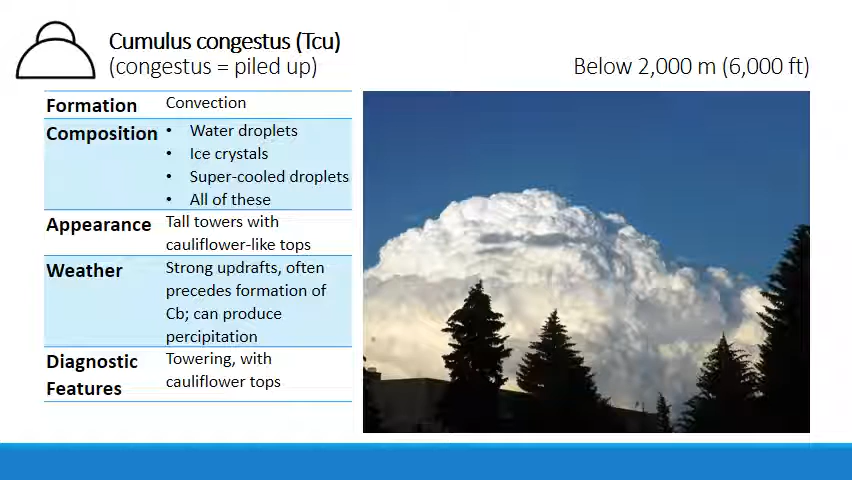 Cumulus congestus (Tcu)
(congestus = piled up)
Below 2,000 m (6,000 ft)
Formation Convection
Composition • Water droplets
• Ice crystals
• Super-cooled droplets
• All of these
Appearance Tall towers with
cauliflower-like tops
Weather Strong updrafts, often
precedes formation of
Cb; can produce
percipitation
Diagnostic Towering, with
Features cauliflower tops